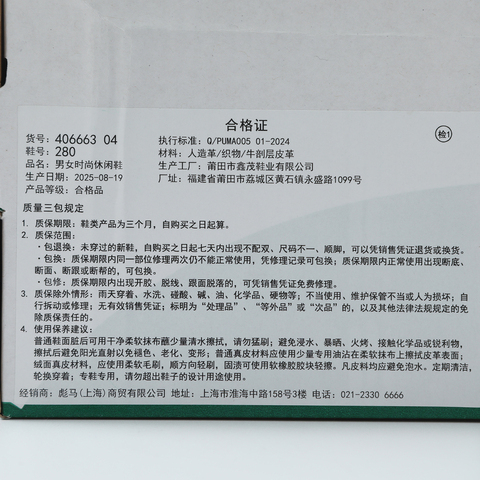 合格证
检1
货号: 406663 04
鞋号: 280
品名: 男女时尚休闲鞋
生产日期: 2025-08-19
产品等级: 合格品
执行标准: Q/PUMA005 01-2024
材料: 人造革/织物/牛剖层皮革
生产工厂: 莆田市鑫茂鞋业有限公司
厂址: 福建省莆田市荔城区黄石镇永盛路1099号
质量三包规定
1. 质保期限: 鞋类产品为三个月, 自购买之日起算。
2. 质保范围:
·包退换: 未穿过的新鞋, 自购买之日起七天内出现不配双、尺码不一、顺脚, 可以凭销售凭证退货或换货。
·包换: 质保期限内同一部位修理两次仍不能正常使用, 凭修理记录可包换; 质保期限内正常使用出现断底、
断面、断跟或断帮的, 可包换。
·包修: 质保期内出现开胶、脱线、跟面脱落的, 可凭销售凭证免费修理。
3. 质保除外情形: 雨天穿着、水洗、碰酸、碱、油、化学品、硬物等; 不当使用、维护保管不当或人为损坏; 自
行拆动或修理; 无有效销售凭证; 标明为“处理品”、“等外品”或“次品”的, 以及其他法律法规规定的免
除质保责任的。
4. 使用保养建议:
普通鞋面脏后可用干净柔软抹布蘸少量清水擦拭, 请勿猛刷; 避免浸水、暴晒、火烤、接触化学品或锐利物,
擦拭后避免阳光直射以免褪色、老化、变形; 普通真皮材料应使用少量专用油沾在柔软抹布上擦拭皮革表面;
绒面真皮材料, 应使用柔软毛刷, 顺方向轻刷, 固渍可使用软橡胶胶块轻擦。凡皮料均应避免泡水。定期清洁,
轮换穿着; 专鞋专用, 请勿超出鞋子的设计用途使用。
经销商: 彪马(上海)商贸有限公司 地址: 上海市淮海中路158号3楼 电话: 021-2330 6666